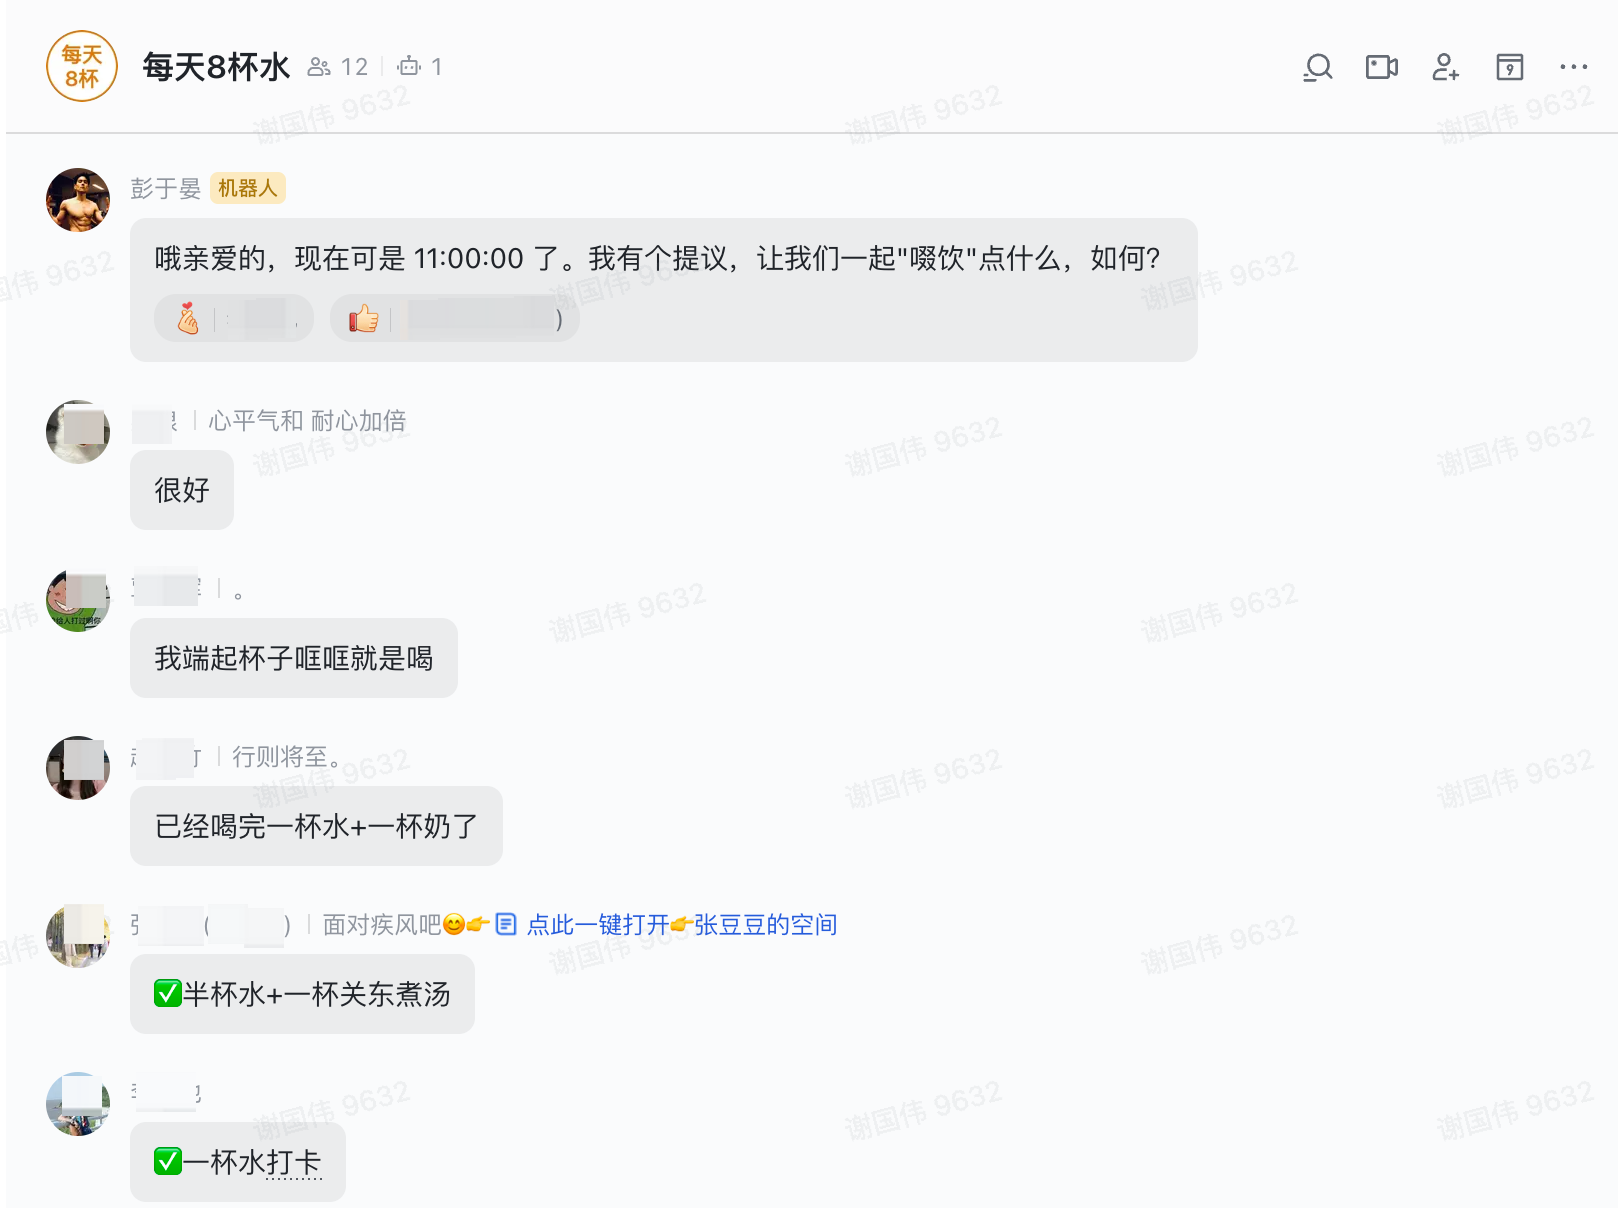 每天
8杯
每天8杯水 12 1
9
谢国伟 9632
彭于晏 机器人
哦亲爱的，现在可是 11:00:00 了。我有个提议，让我们一起"啜饮"点什么，如何？
心平气和 耐心加倍
很好
。
我端起杯子哐哐就是喝
行则将至。
已经喝完一杯水+一杯奶了
( ) 面对疾风吧😊👉 点此一键打开👉张豆豆的空间
✅半杯水+一杯关东煮汤
✅一杯水打卡